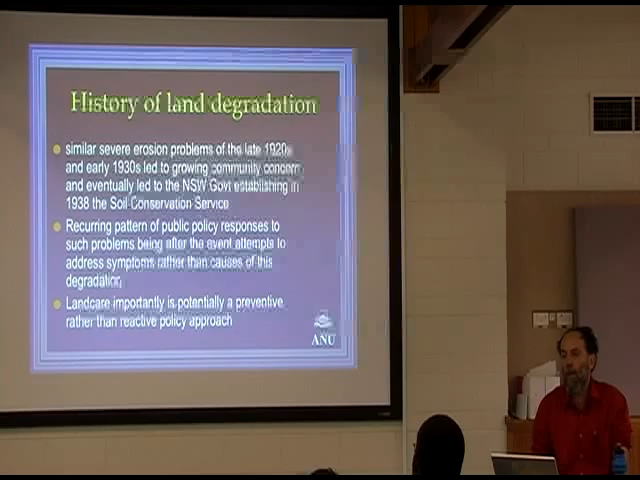 History of land degradation
similar severe erosion problems of the late 1920s
and early 1930s led to growing community concern
and eventually led to the NSW Govt establishing in
1938 the Soil Conservation Service
Recurring pattern of public policy responses to
such problems being after the event attempts to
address symptoms rather than causes of this
degradation
Landcare importantly is potentially a preventive
rather than reactive policy approach
ANU